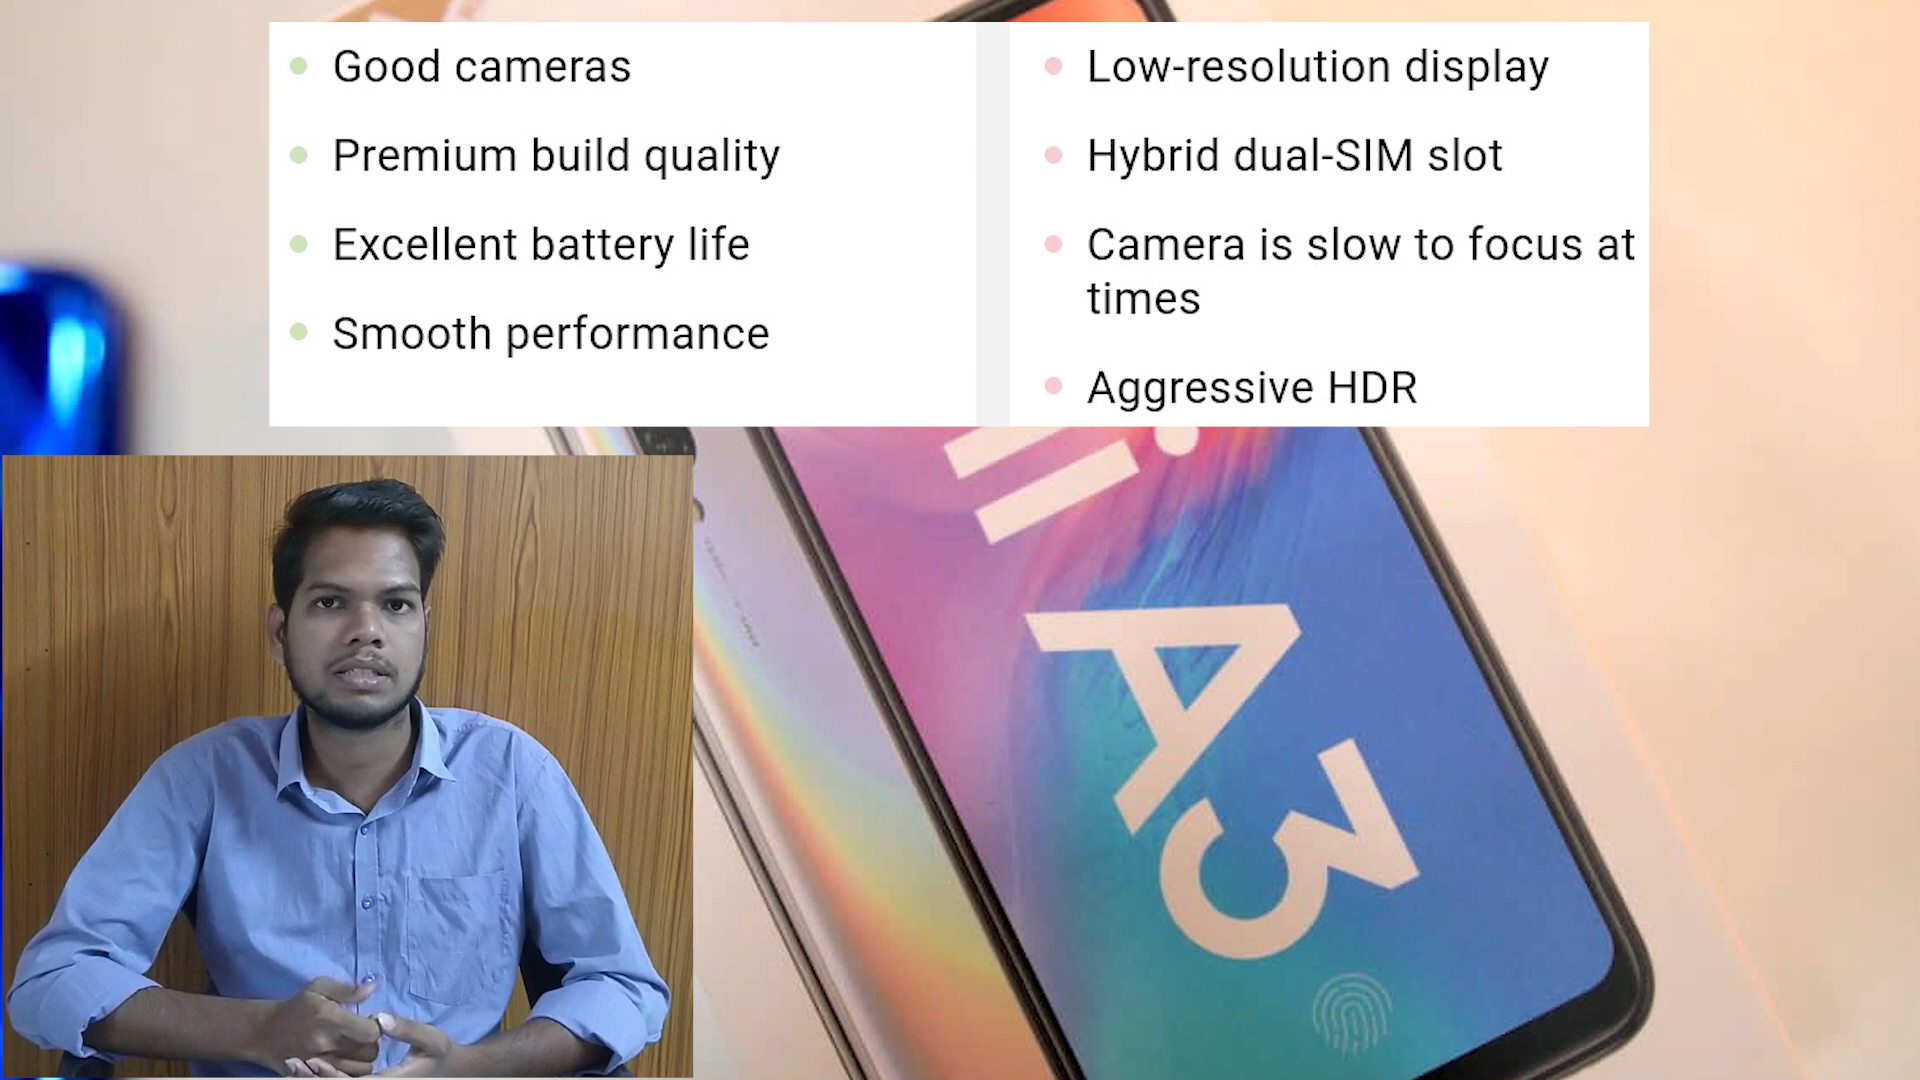 Good cameras
Premium build quality
Excellent battery life
Smooth performance
Low-resolution display
Hybrid dual-SIM slot
Camera is slow to focus at
times
Aggressive HDR
A3